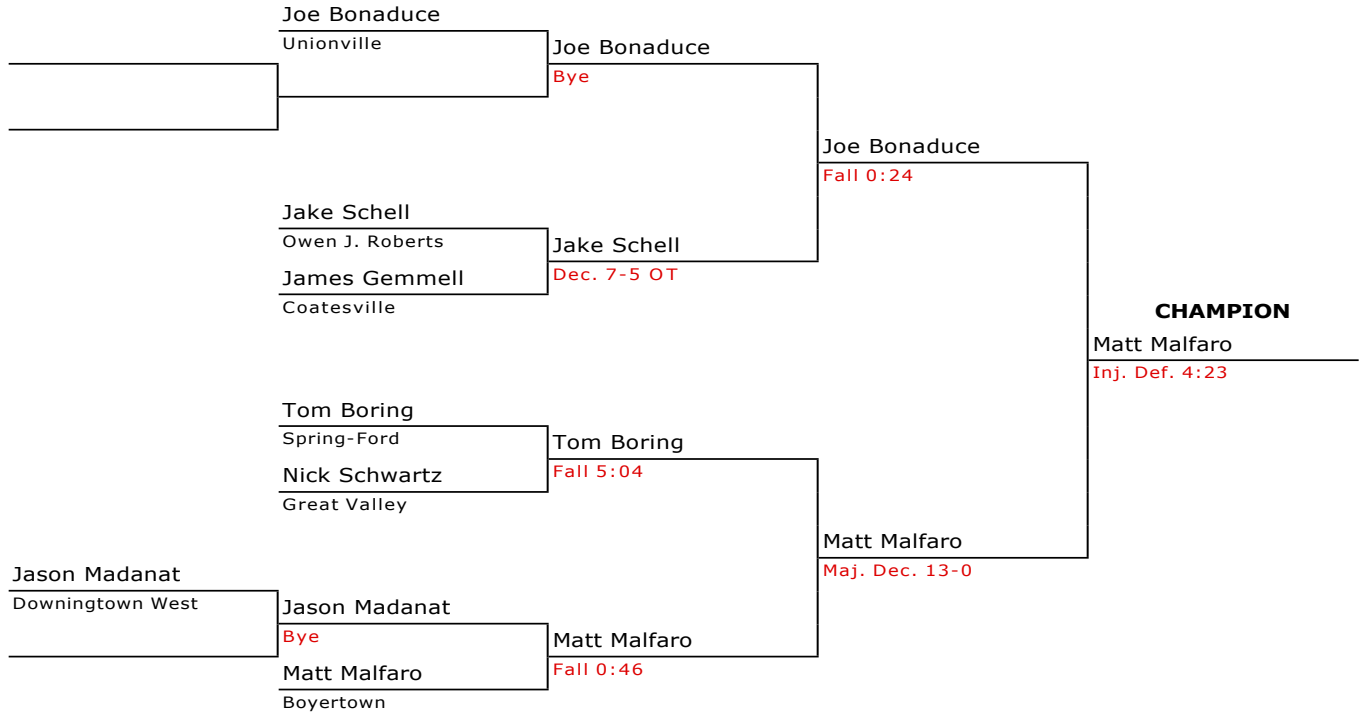 Joe Bonaduce
Unionville
Joe Bonaduce
Bye
Joe Bonaduce
Fall 0:24
Jake Schell
Owen J. Roberts
Jake Schell
Dec. 7-5 OT
James Gemmell
Coatesville
CHAMPION
Matt Malfaro
Inj. Def. 4:23
Tom Boring
Spring-Ford
Tom Boring
Fall 5:04
Nick Schwartz
Great Valley
Matt Malfaro
Maj. Dec. 13-0
Jason Madanat
Downingtown West
Jason Madanat
Bye
Matt Malfaro
Fall 0:46
Matt Malfaro
Boyertown